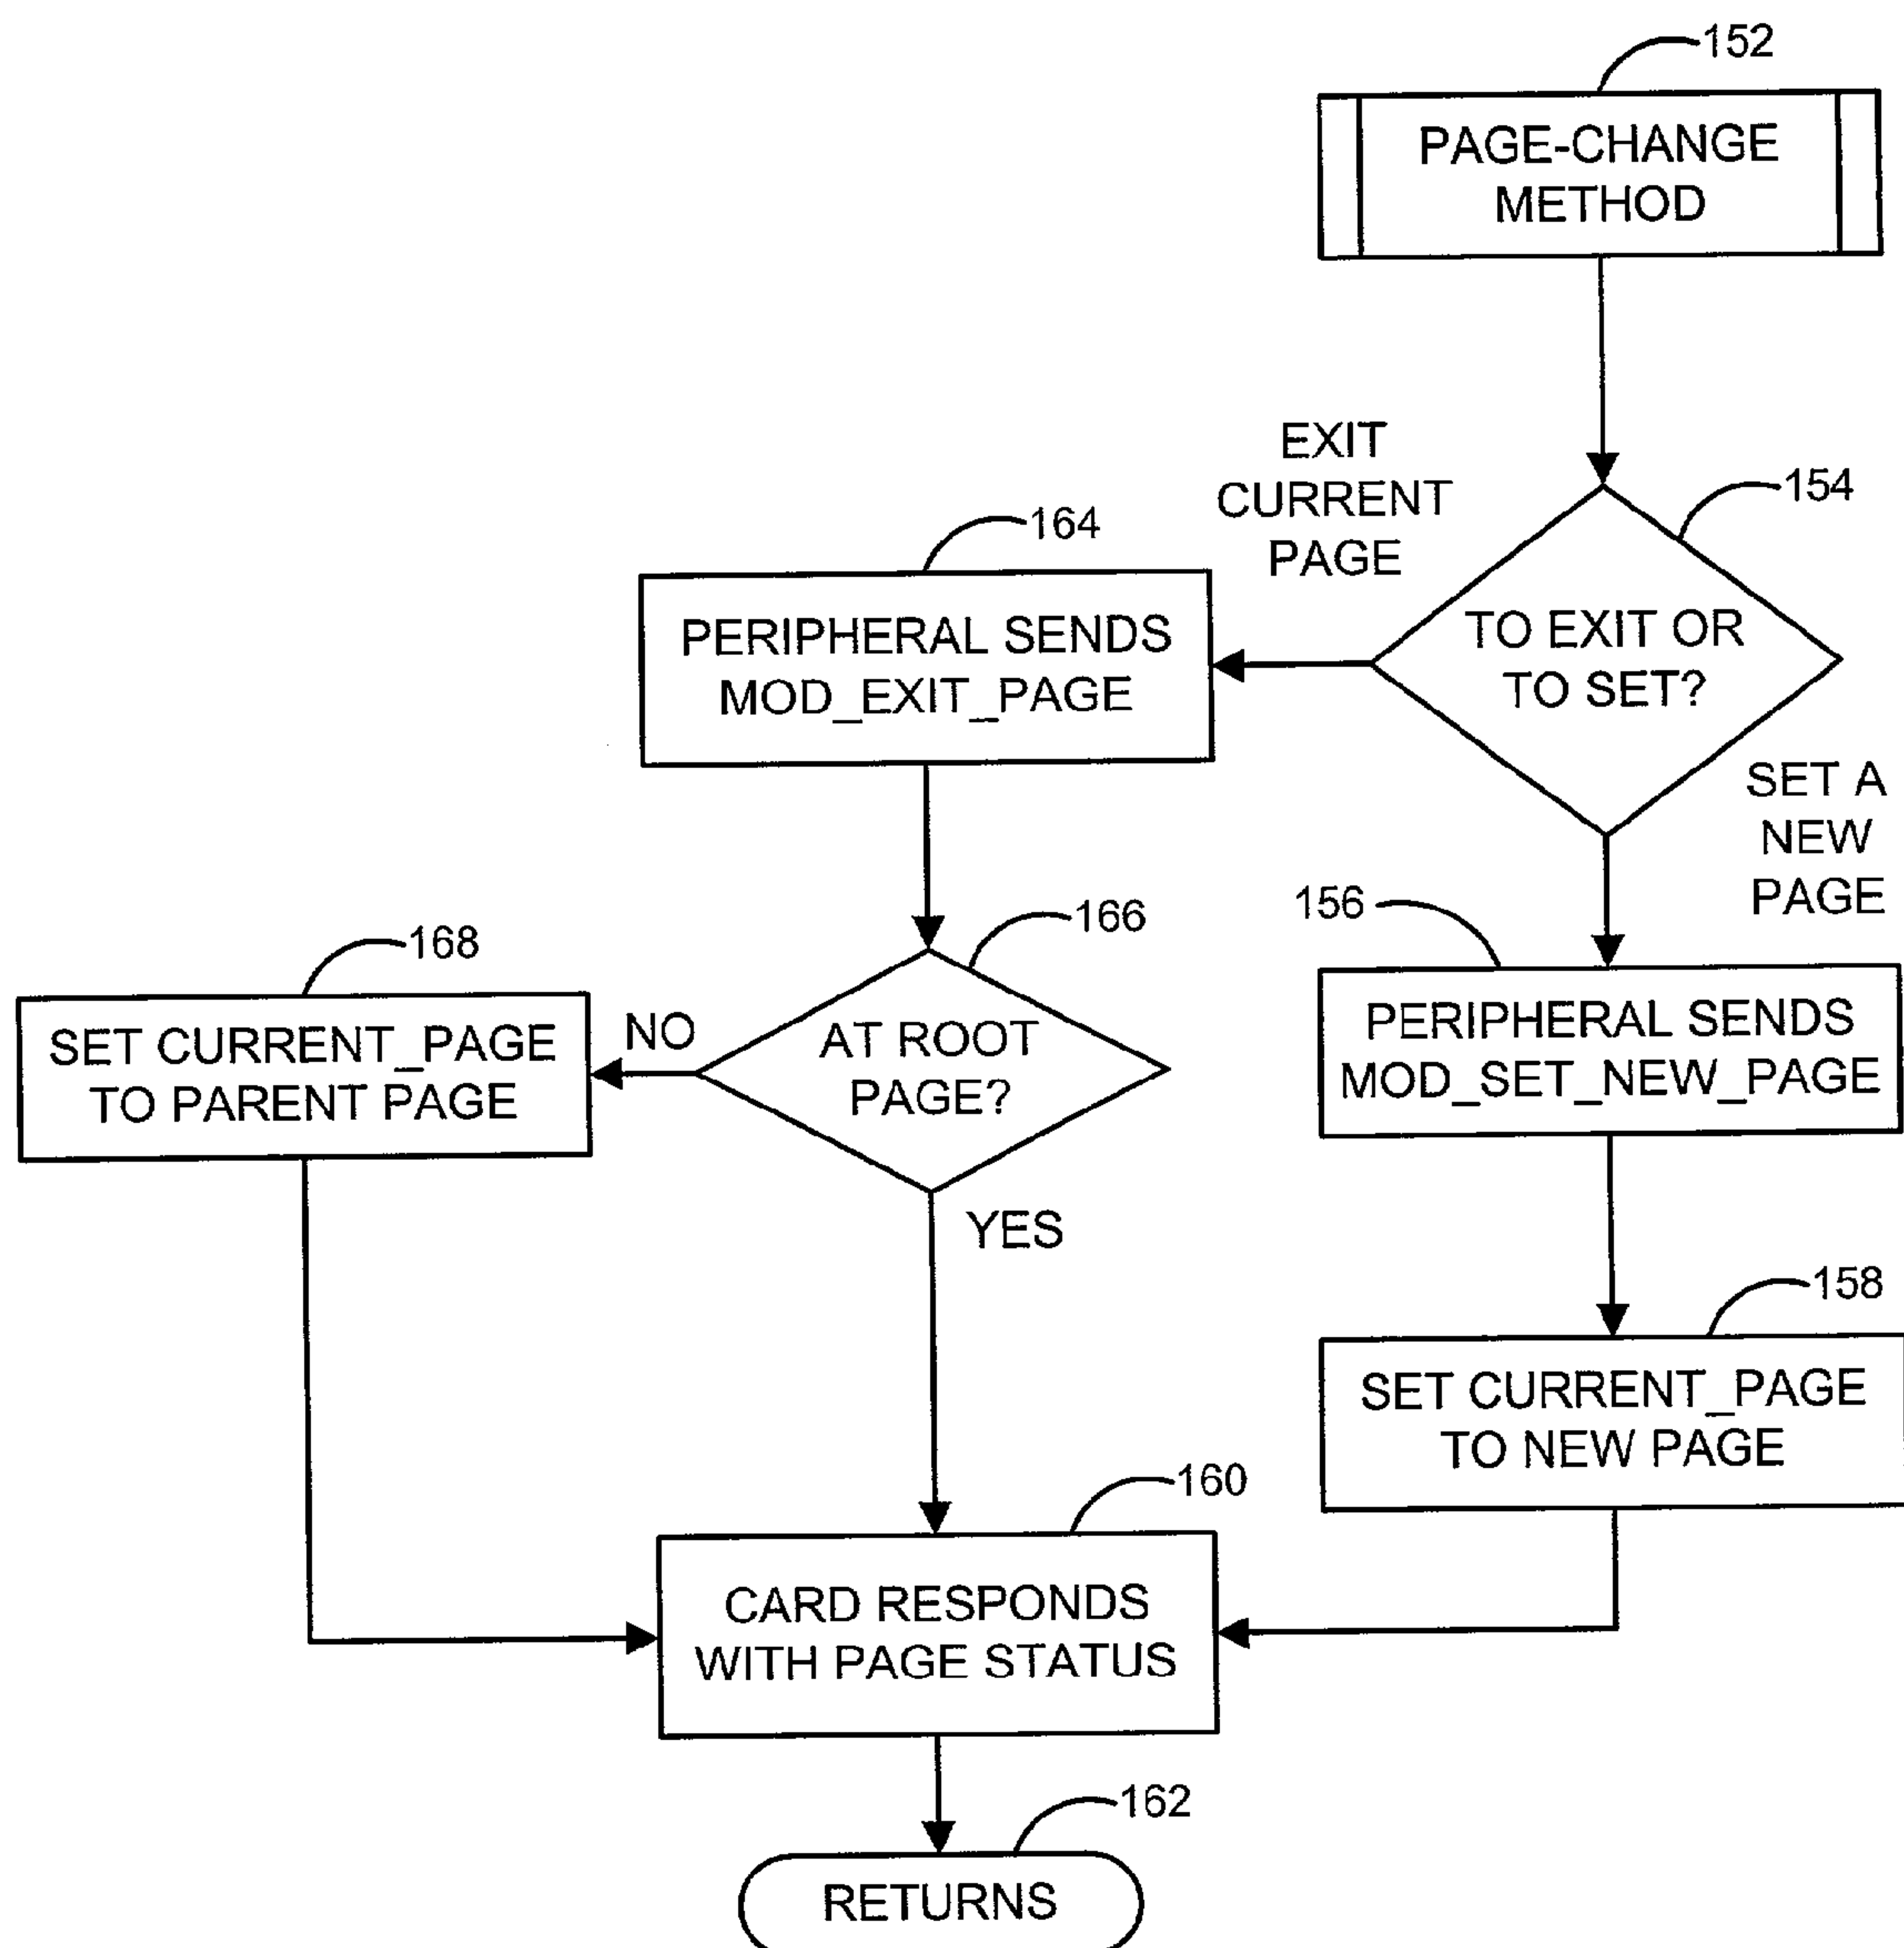 152
PAGE-CHANGE
METHOD
EXIT
CURRENT
PAGE
154
TO EXIT OR
TO SET?
164
PERIPHERAL SENDS
MOD_EXIT_PAGE
SET A
NEW
PAGE
156
PERIPHERAL SENDS
MOD_SET_NEW_PAGE
166
AT ROOT
PAGE?
NO
168
SET CURRENT_PAGE
TO PARENT PAGE
YES
158
SET CURRENT_PAGE
TO NEW PAGE
160
CARD RESPONDS
WITH PAGE STATUS
162
RETURNS